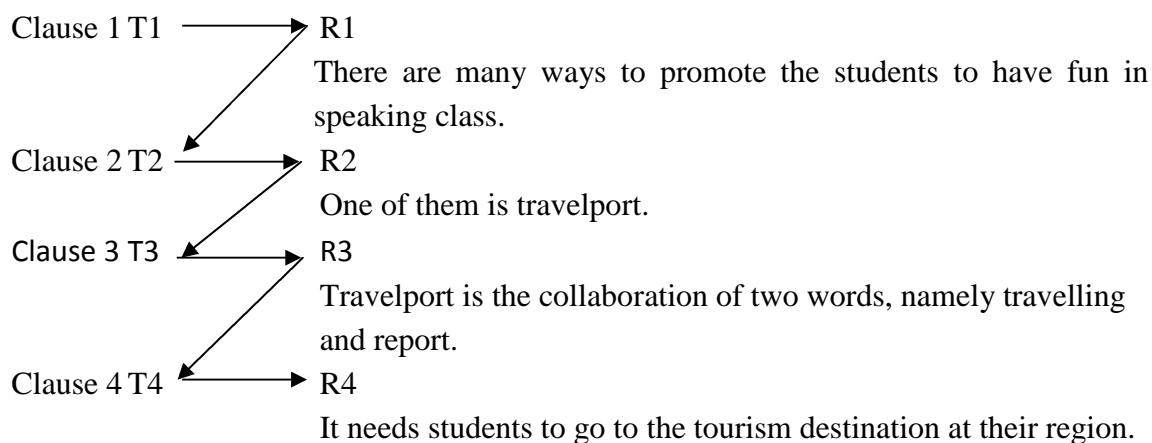 Clause 1 T1 R1
There are many ways to promote the students to have fun in
speaking class.
Clause 2 T2 R2
One of them is travelport.
Clause 3 T3 R3
Travelport is the collaboration of two words, namely travelling
and report.
Clause 4 T4 R4
It needs students to go to the tourism destination at their region.